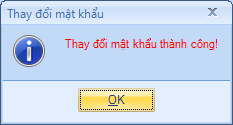 Thay đổi mật khẩu
Thay đổi mật khẩu thành công!
OK